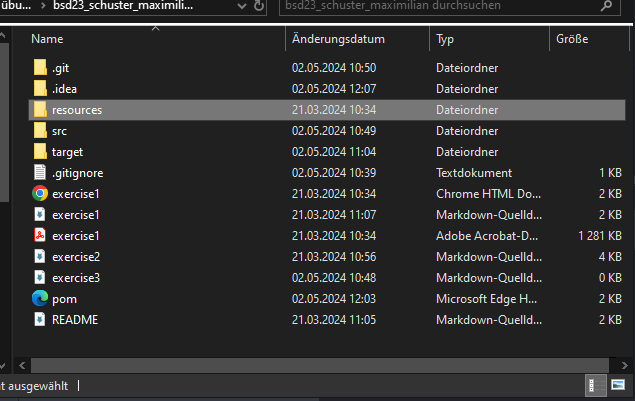 übu... > bsd23_schuster_maximili... bsd23_schuster_maximilian durchsuchen
Name Änderungsdatum Typ Größe
.git 02.05.2024 10:50 Dateiordner
.idea 02.05.2024 12:07 Dateiordner
resources 21.03.2024 10:34 Dateiordner
src 02.05.2024 10:49 Dateiordner
target 02.05.2024 11:04 Dateiordner
.gitignore 02.05.2024 10:39 Textdokument 1 KB
exercise1 21.03.2024 10:34 Chrome HTML Do... 2 KB
exercise1 21.03.2024 11:07 Markdown-Quelld... 2 KB
exercise1 21.03.2024 10:34 Adobe Acrobat-D... 1 281 KB
exercise2 21.03.2024 10:56 Markdown-Quelld... 4 KB
exercise3 02.05.2024 10:48 Markdown-Quelld... 0 KB
pom 02.05.2024 12:03 Microsoft Edge H... 2 KB
README 21.03.2024 11:05 Markdown-Quelld... 2 KB
t ausgewählt